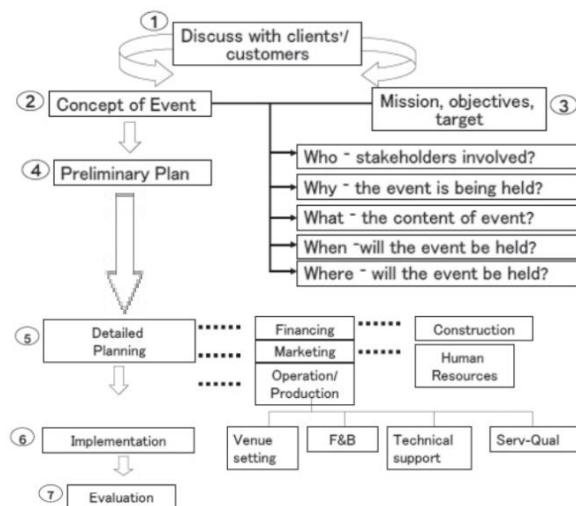 1
Discuss with clients'/
customers
2
Concept of Event
Mission, objectives,
target
3
Who - stakeholders involved?
4
Preliminary Plan
Why - the event is being held?
What - the content of event?
When -will the event be held?
Where - will the event be held?
5
Detailed
Planning
Financing
Construction
Marketing
Human
Resources
Operation/
Production
6
Implementation
Venue
setting
F&B
Technical
support
Serv-Qual
7
Evaluation